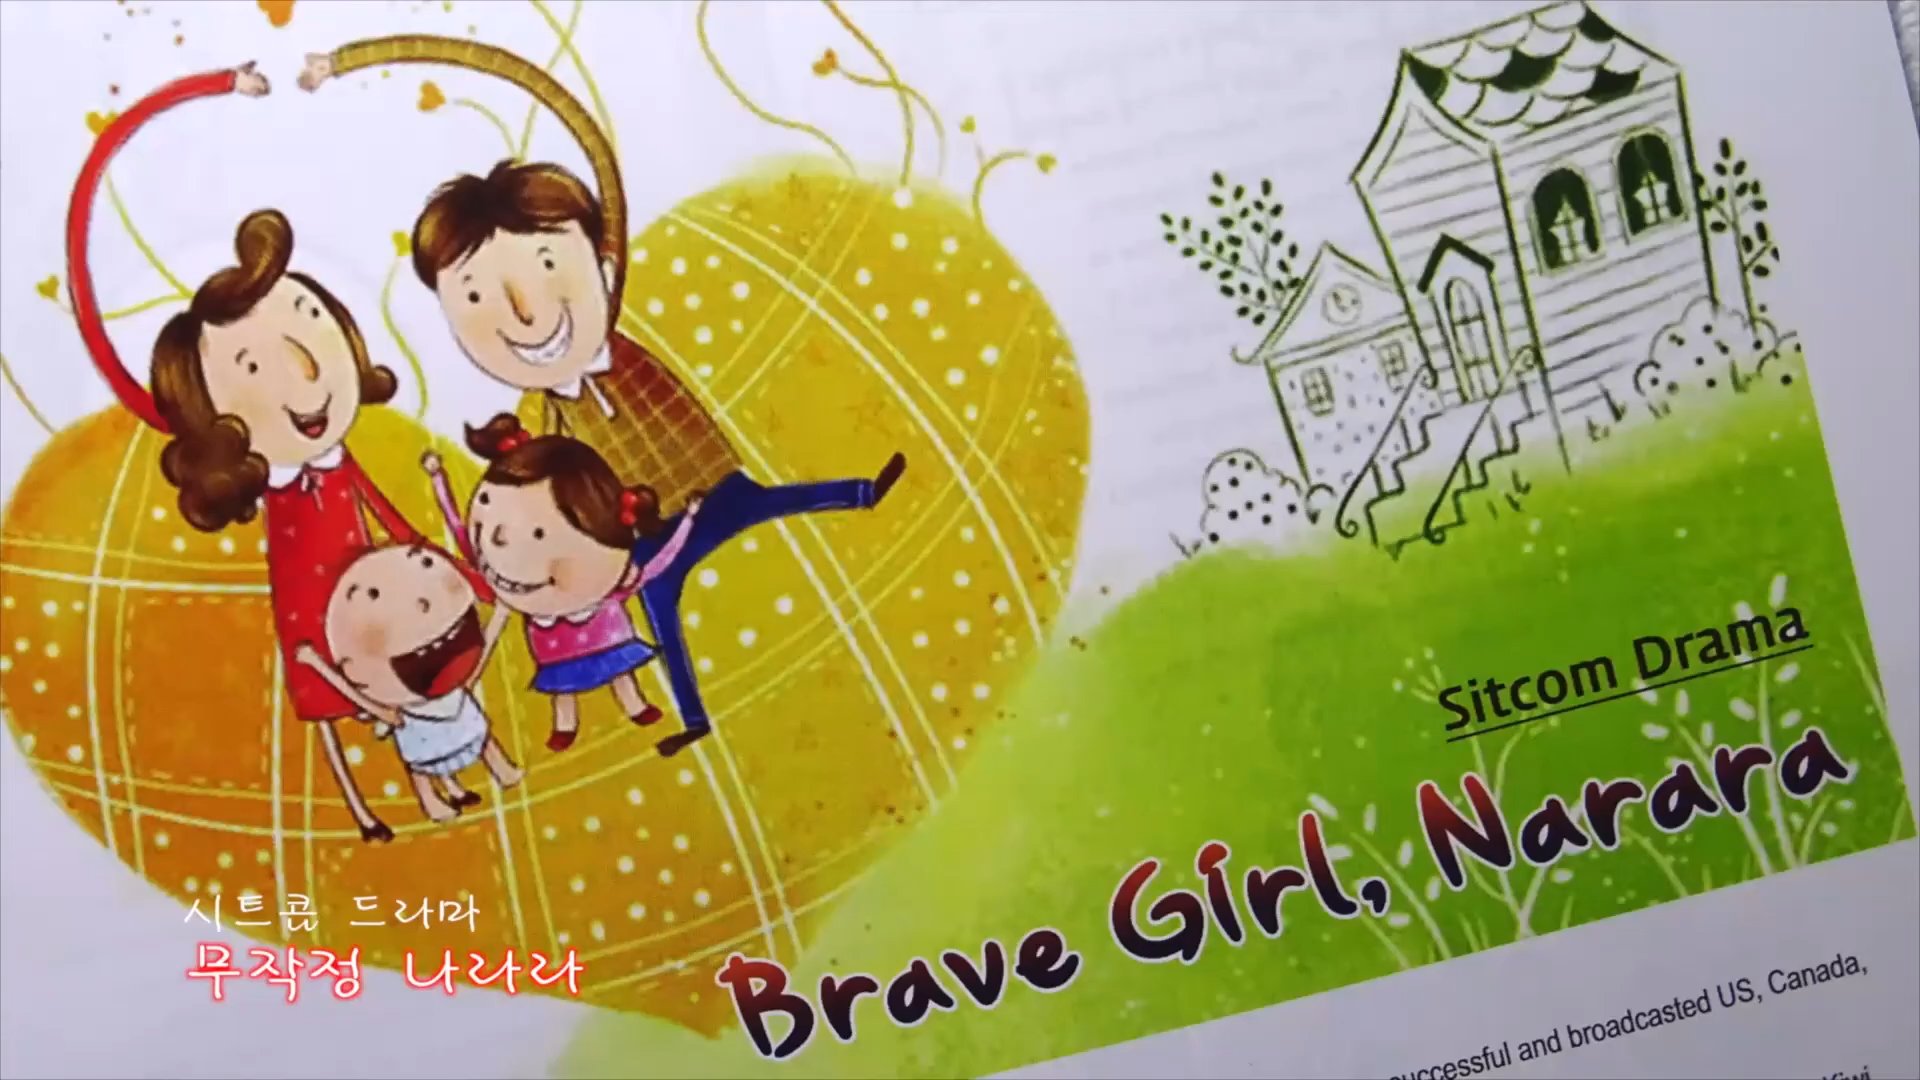 Sitcom Drama
Brave Girl, Narara
시트콤 드라마
무작정 나라라
successful and broadcasted US, Canada,
Kiwi